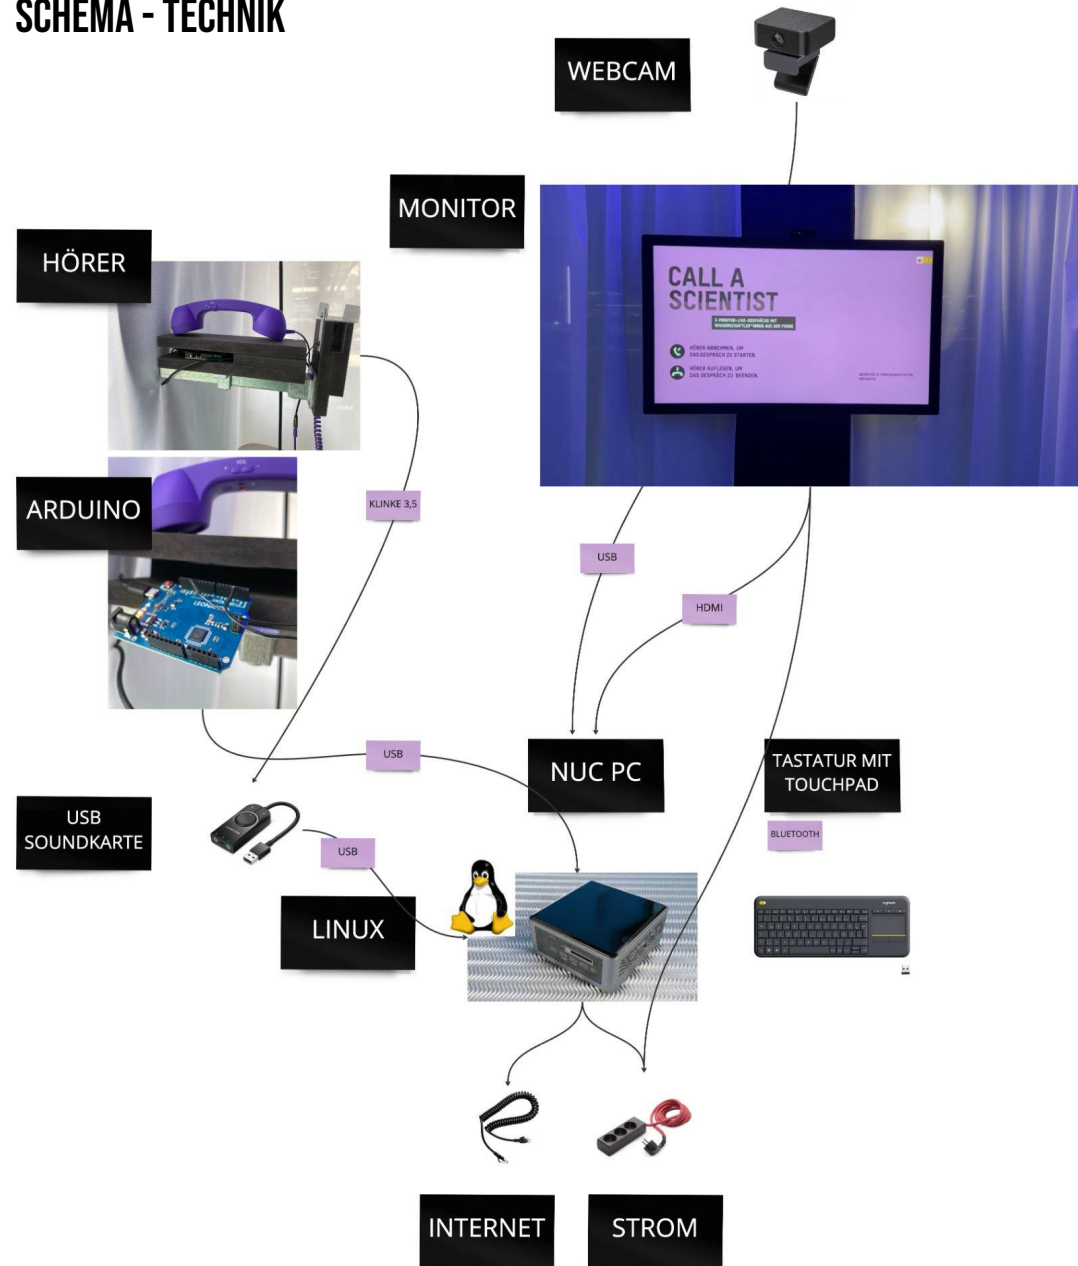 SCHEMA - TECHNIK
WEBCAM
MONITOR
HÖRER
CALL A
SCIENTIST
HÖRER ABNEHMEN, UM
DAS GESPRÄCH ZU STARTEN.
HÖRER AUFLEGEN, UM
DAS GESPRÄCH ZU BEENDEN.
ARDUINO
VOL
KLINKE 3,5
USB
HDMI
USB
NUC PC
TASTATUR MIT
TOUCHPAD
USB
SOUNDKARTE
USB
BLUETOOTH
LINUX
INTERNET
STROM